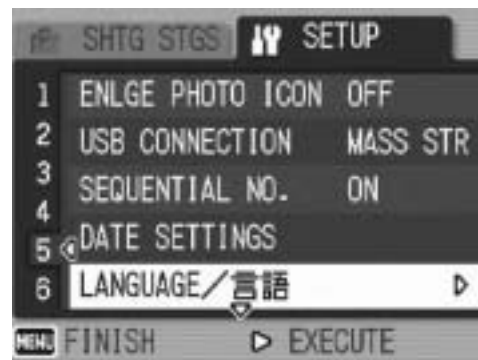 SHTG STGS SETUP
1 ENLGE PHOTO ICON OFF
2 USB CONNECTION MASS STR
3 SEQUENTIAL NO. ON
4 DATE SETTINGS
5
6 LANGUAGE/言語
MENU FINISH EXECUTE